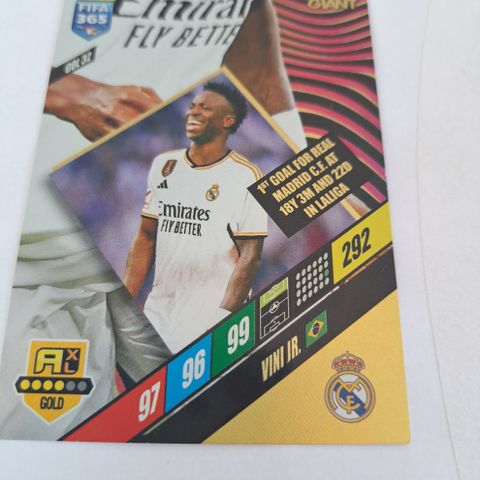 FIFA
365
GOL 32
Emirates
FLY BETTER
GIANT
Emirates
FLY BETTER
1ST GOAL FOR REAL
MADRID C.F. AT
18Y 3M AND 22D
IN LALIGA
97
96
99
292
VINI JR.
AXL
GOLD